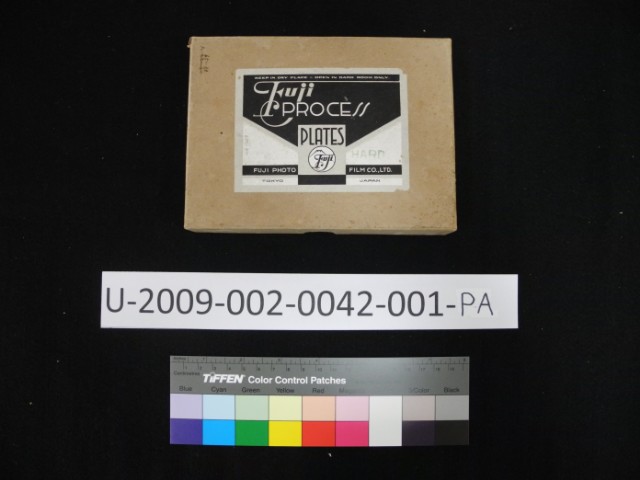 KEEP IN DRY PLACE - OPEN IN DARK ROOM ONLY
Fuji
PROCESS
PLATES
Fuji
HARD
FUJI PHOTO FILM CO., LTD.
TOKYO JAPAN
U-2009-002-0042-001-PA
TIFFEN Color Control Patches
Blue Cyan Green Yellow Red Black